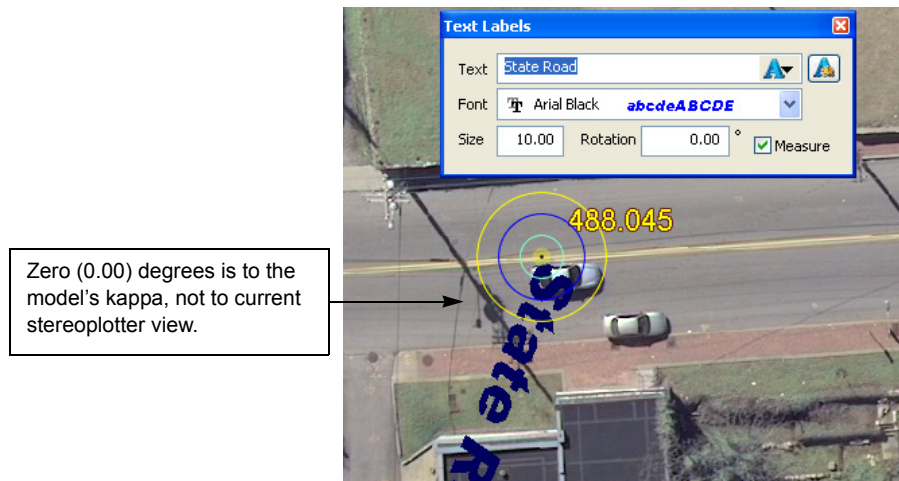 Text Labels
Text State Road
Font Arial Black abcdeABCDE
Size 10.00 Rotation 0.00 ° Measure
488.045
State R
Zero (0.00) degrees is to the
model's kappa, not to current
stereoplotter view.